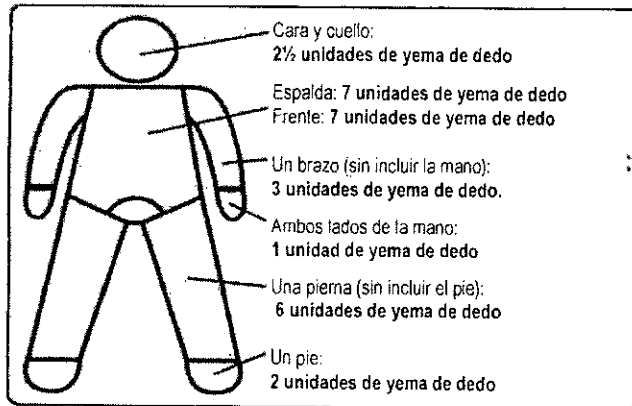 Cara y cuello:
2½ unidades de yema de dedo
Espalda: 7 unidades de yema de dedo
Frente: 7 unidades de yema de dedo
Un brazo (sin incluir la mano):
3 unidades de yema de dedo.
Ambos lados de la mano:
1 unidad de yema de dedo
Una pierna (sin incluir el pie):
6 unidades de yema de dedo
Un pie:
2 unidades de yema de dedo